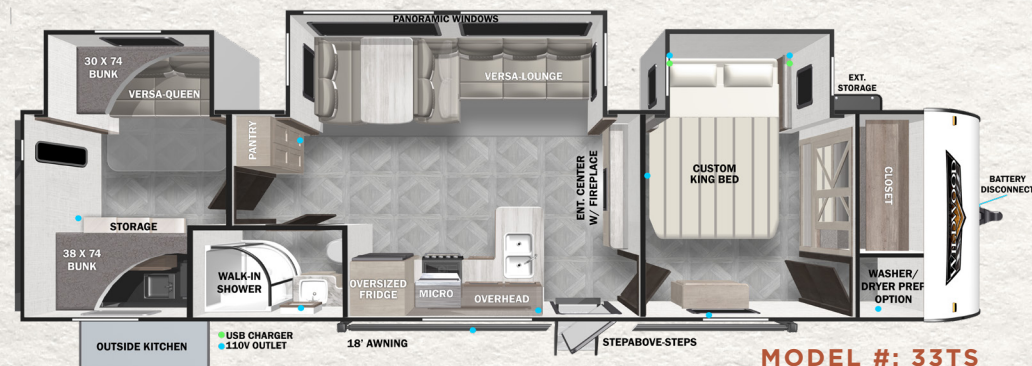 PANORAMIC WINDOWS
30 X 74
BUNK
VERSA-QUEEN
VERSA-LOUNGE
EXT.
STORAGE
PANTRY
ENT. CENTER
W/ FIREPLACE
CUSTOM
KING BED
CLOSET
BATTERY
DISCONNECT
STORAGE
38 X 74
BUNK
WALK-IN
SHOWER
OVERSIZED
FRIDGE
MICRO
OVERHEAD
WASHER/
DRYER PREP
OPTION
OUTSIDE KITCHEN
USB CHARGER
110V OUTLET
18' AWNING
STEPABOVE-STEPS
MODEL #: 33TS